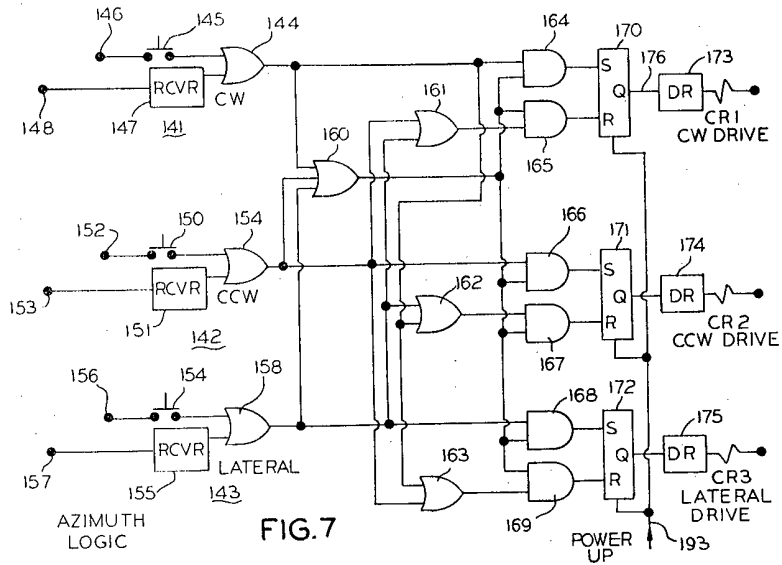 146
145
144
148
RCVR
CW
147
141
164
170
176
173
S
Q
R
DR
CR1
CW DRIVE
161
160
165
152
150
154
166
171
174
153
RCVR
CCW
151
142
162
167
S
Q
R
DR
CR2
CCW DRIVE
156
154
158
168
172
175
157
RCVR
LATERAL
155
143
163
169
S
Q
R
DR
CR3
LATERAL
DRIVE
AZIMUTH
LOGIC
FIG.7
POWER
UP
193